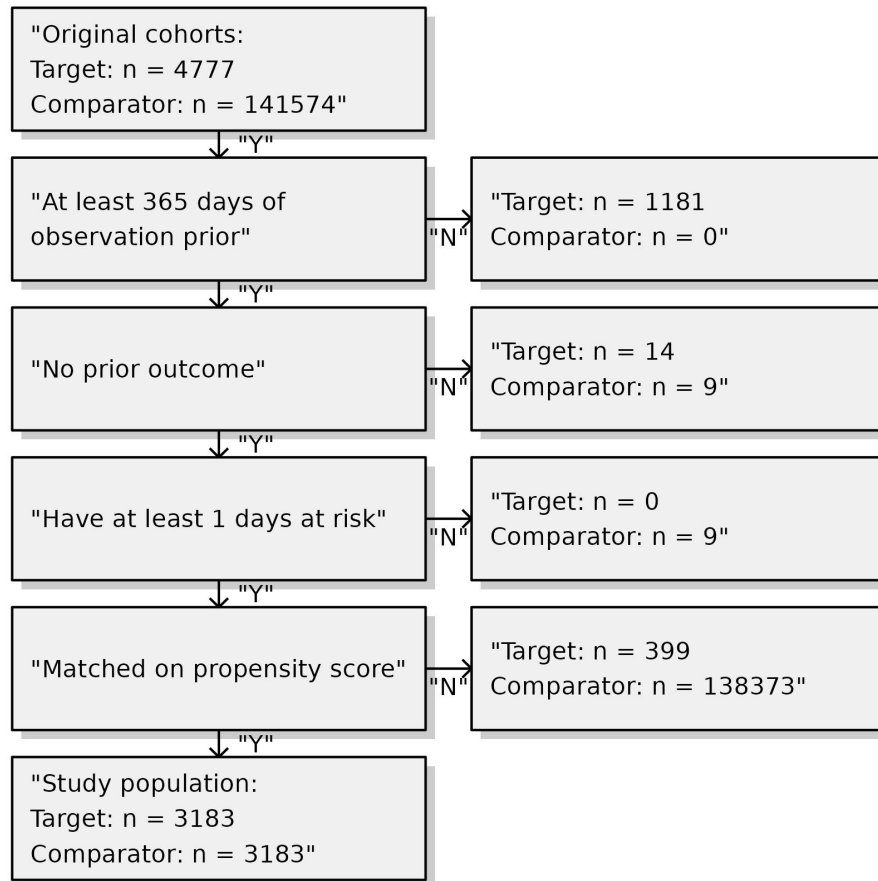 "Original cohorts:
Target: n = 4777
Comparator: n = 141574"
"Y"
"At least 365 days of
observation prior"
"N"
"Target: n = 1181
Comparator: n = 0"
"Y"
"No prior outcome"
"N"
"Target: n = 14
Comparator: n = 9"
"Y"
"Have at least 1 days at risk"
"N"
"Target: n = 0
Comparator: n = 9"
"Y"
"Matched on propensity score"
"N"
"Target: n = 399
Comparator: n = 138373"
"Y"
"Study population:
Target: n = 3183
Comparator: n = 3183"